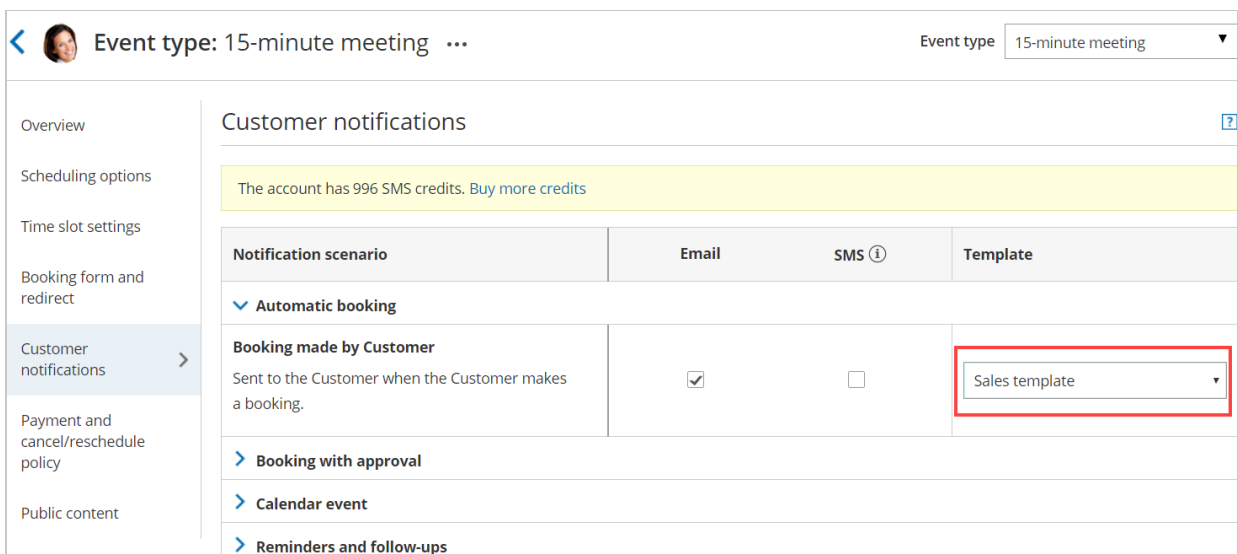 Event type: 15-minute meeting ...
Event type 15-minute meeting
Overview
Scheduling options
Time slot settings
Booking form and
redirect
Customer
notifications
Payment and
cancel/reschedule
policy
Public content
Customer notifications
?
The account has 996 SMS credits. Buy more credits
Notification scenario Email SMS i Template
Automatic booking
Booking made by Customer
Sent to the Customer when the Customer makes
a booking.
Sales template
Booking with approval
Calendar event
Reminders and follow-ups